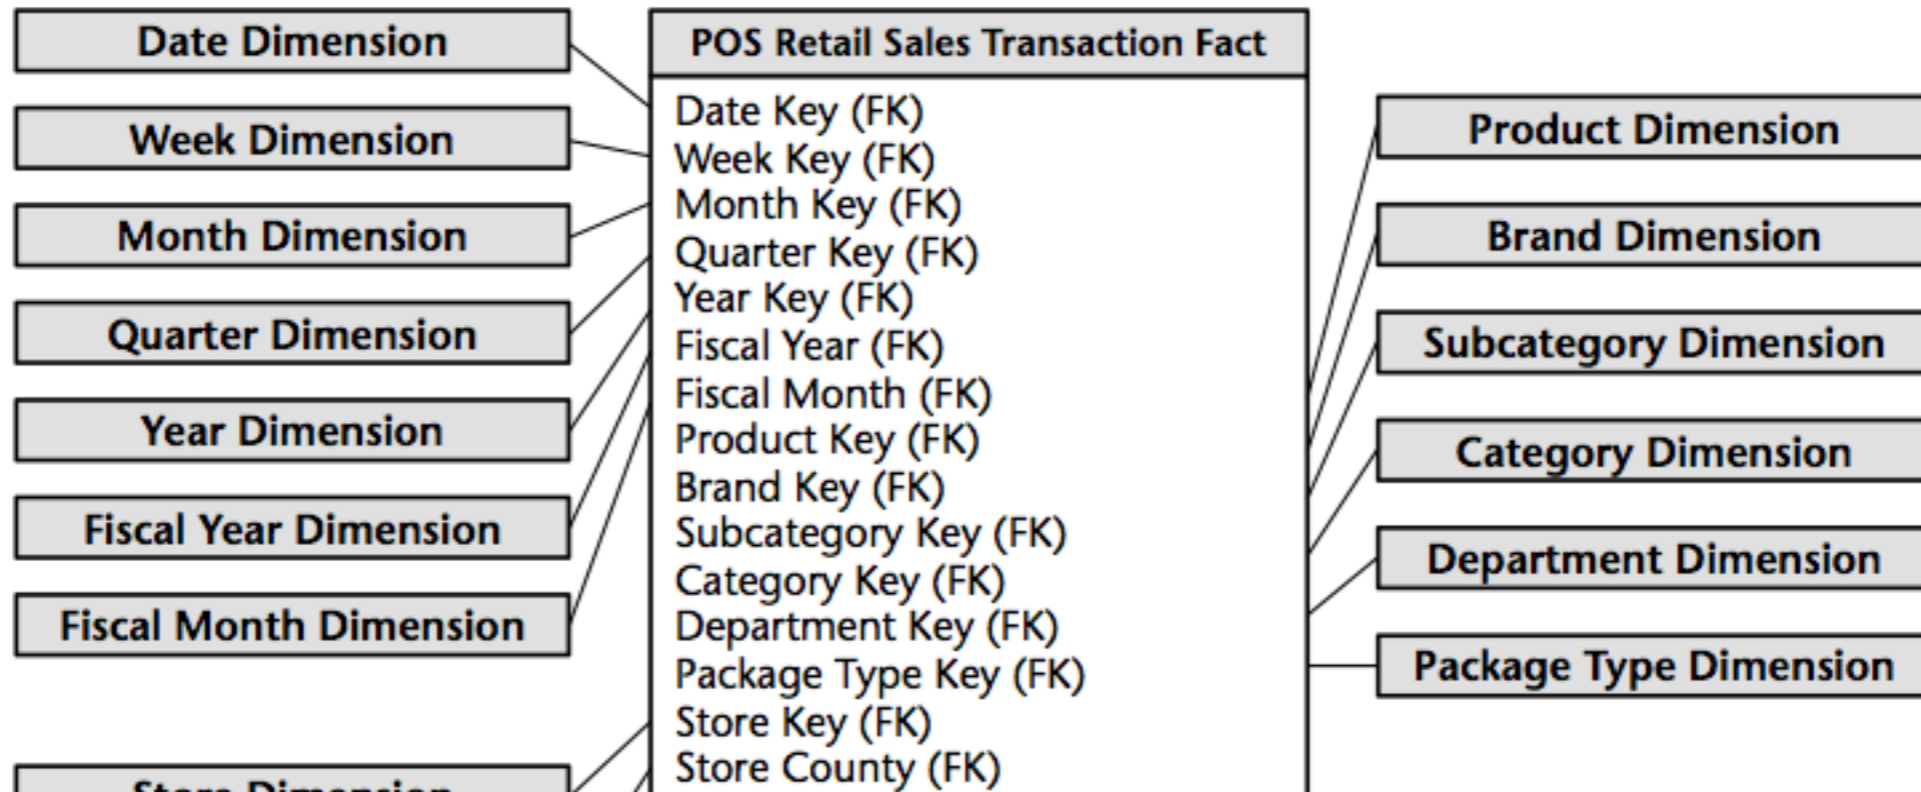 Date Dimension
Week Dimension
Month Dimension
Quarter Dimension
Year Dimension
Fiscal Year Dimension
Fiscal Month Dimension
Store Dimension
POS Retail Sales Transaction Fact
Date Key (FK)
Week Key (FK)
Month Key (FK)
Quarter Key (FK)
Year Key (FK)
Fiscal Year (FK)
Fiscal Month (FK)
Product Key (FK)
Brand Key (FK)
Subcategory Key (FK)
Category Key (FK)
Department Key (FK)
Package Type Key (FK)
Store Key (FK)
Store County (FK)
Product Dimension
Brand Dimension
Subcategory Dimension
Category Dimension
Department Dimension
Package Type Dimension